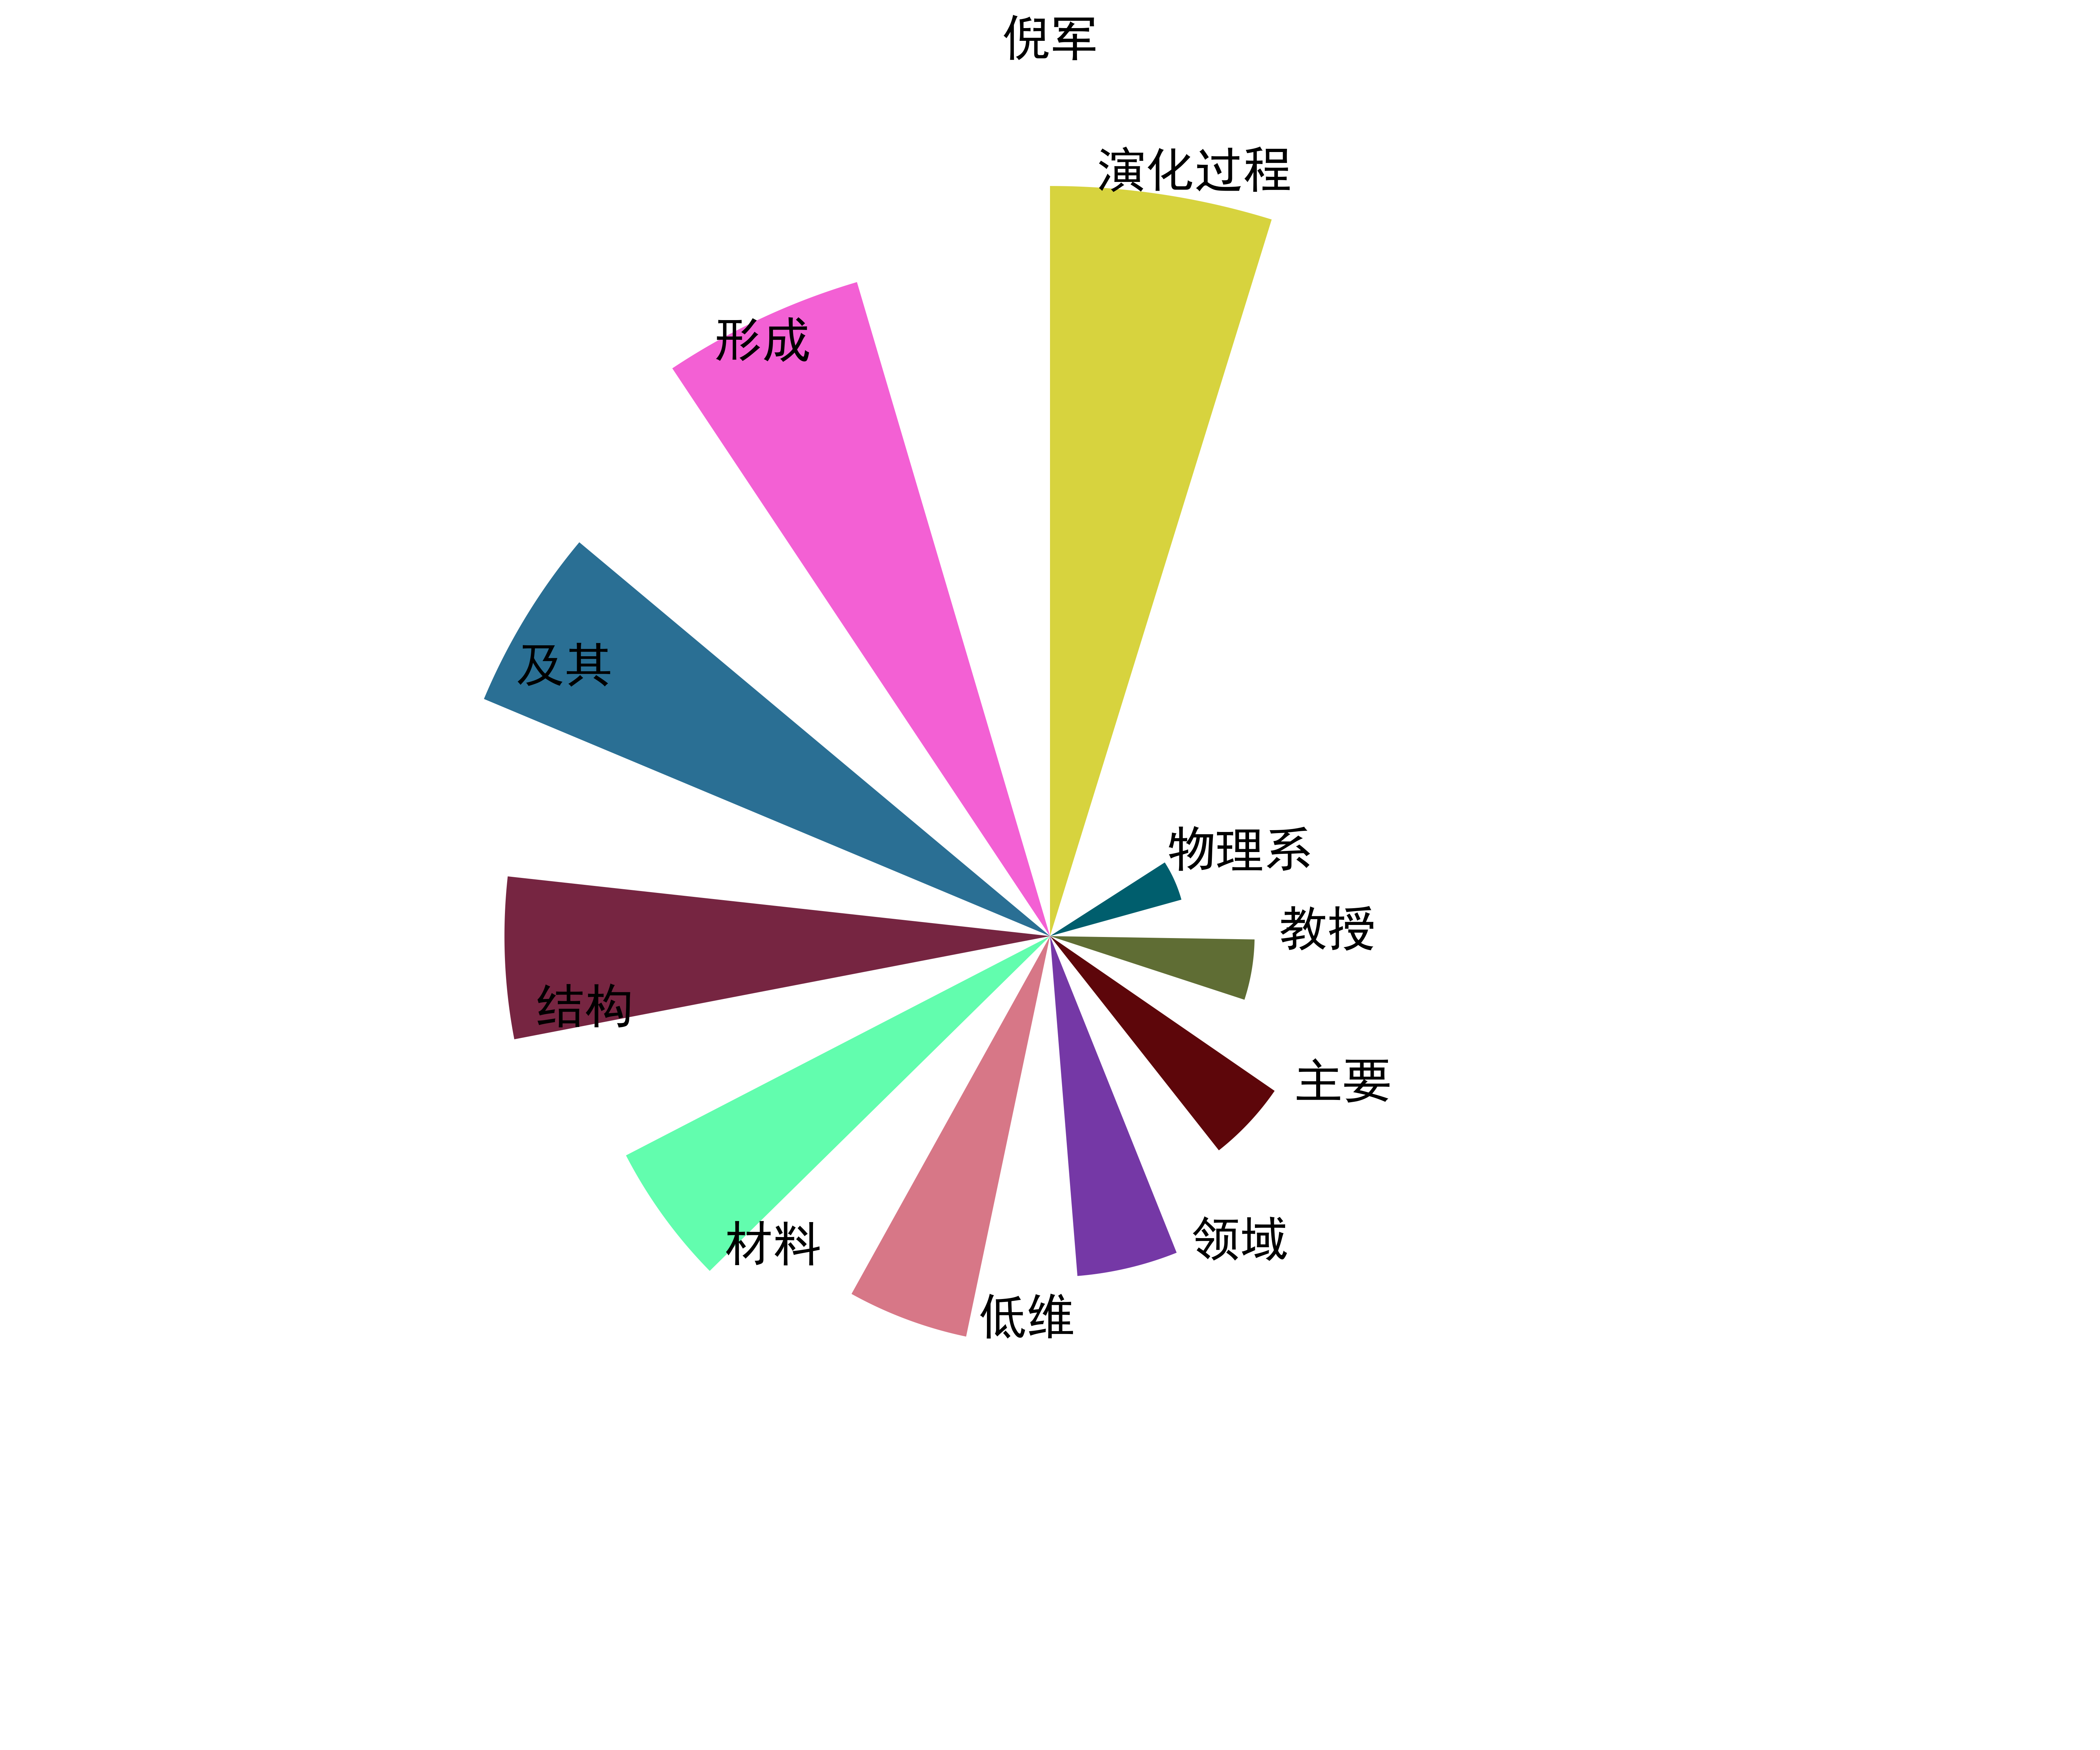 倪军
演化过程
形成
及其
物理系
教授
结构
主要
领域
材料
低维